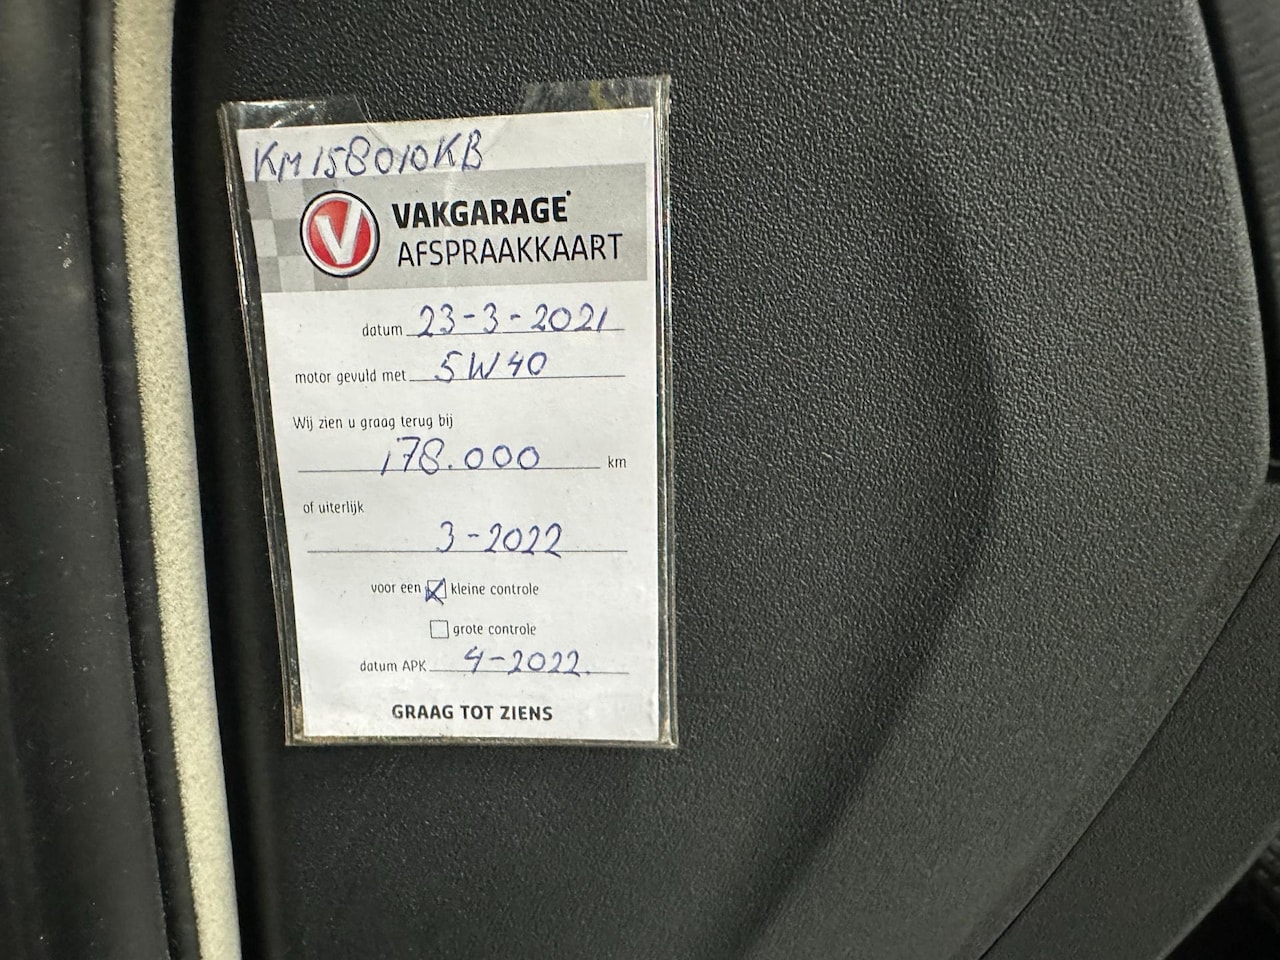 KM 158010 KB
V VAKGARAGE
AFSPRAAKKAART
datum 23-3-2021
motor gevuld met 5W40
Wij zien u graag terug bij
178.000 km
of uiterlijk
3-2022
voor een kleine controle
grote controle
datum APK 4-2022
GRAAG TOT ZIENS